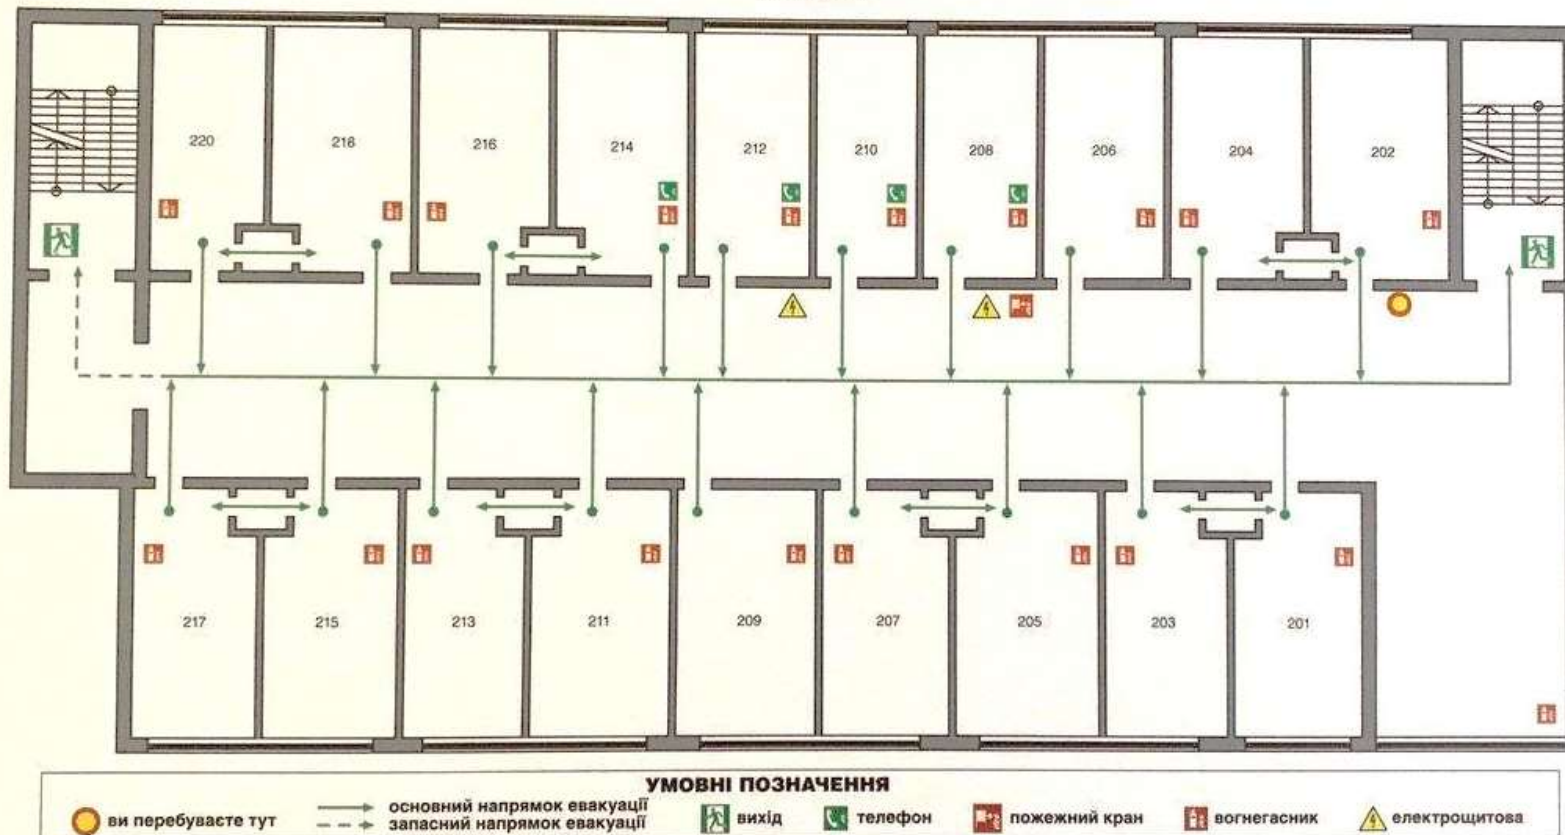 220 218 216 214 212 210 208 206 204 202
217 215 213 211 209 207 205 203 201
УМОВНІ ПОЗНАЧЕННЯ
ви перебуваєте тут
основний напрямок евакуації
запасний напрямок евакуації
вихід
телефон
пожежний кран
вогнегасник
електрощитова